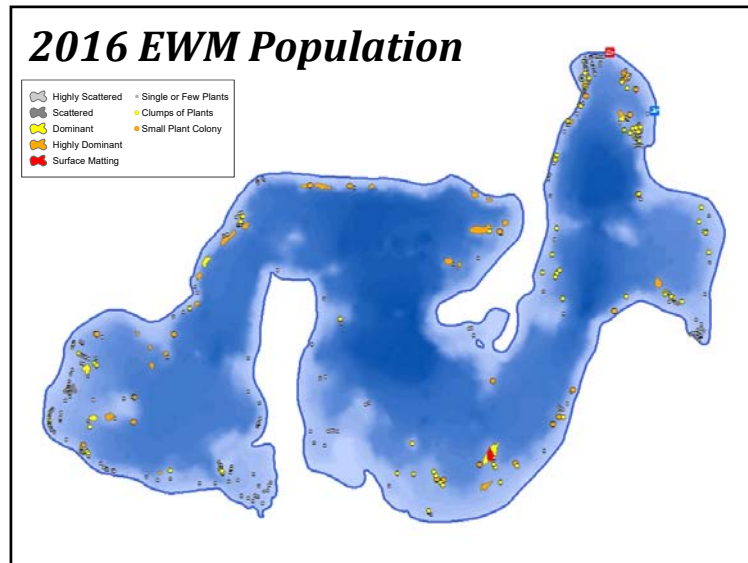 2016 EWM Population
Highly Scattered
Scattered
Dominant
Highly Dominant
Surface Matting
Single or Few Plants
Clumps of Plants
Small Plant Colony